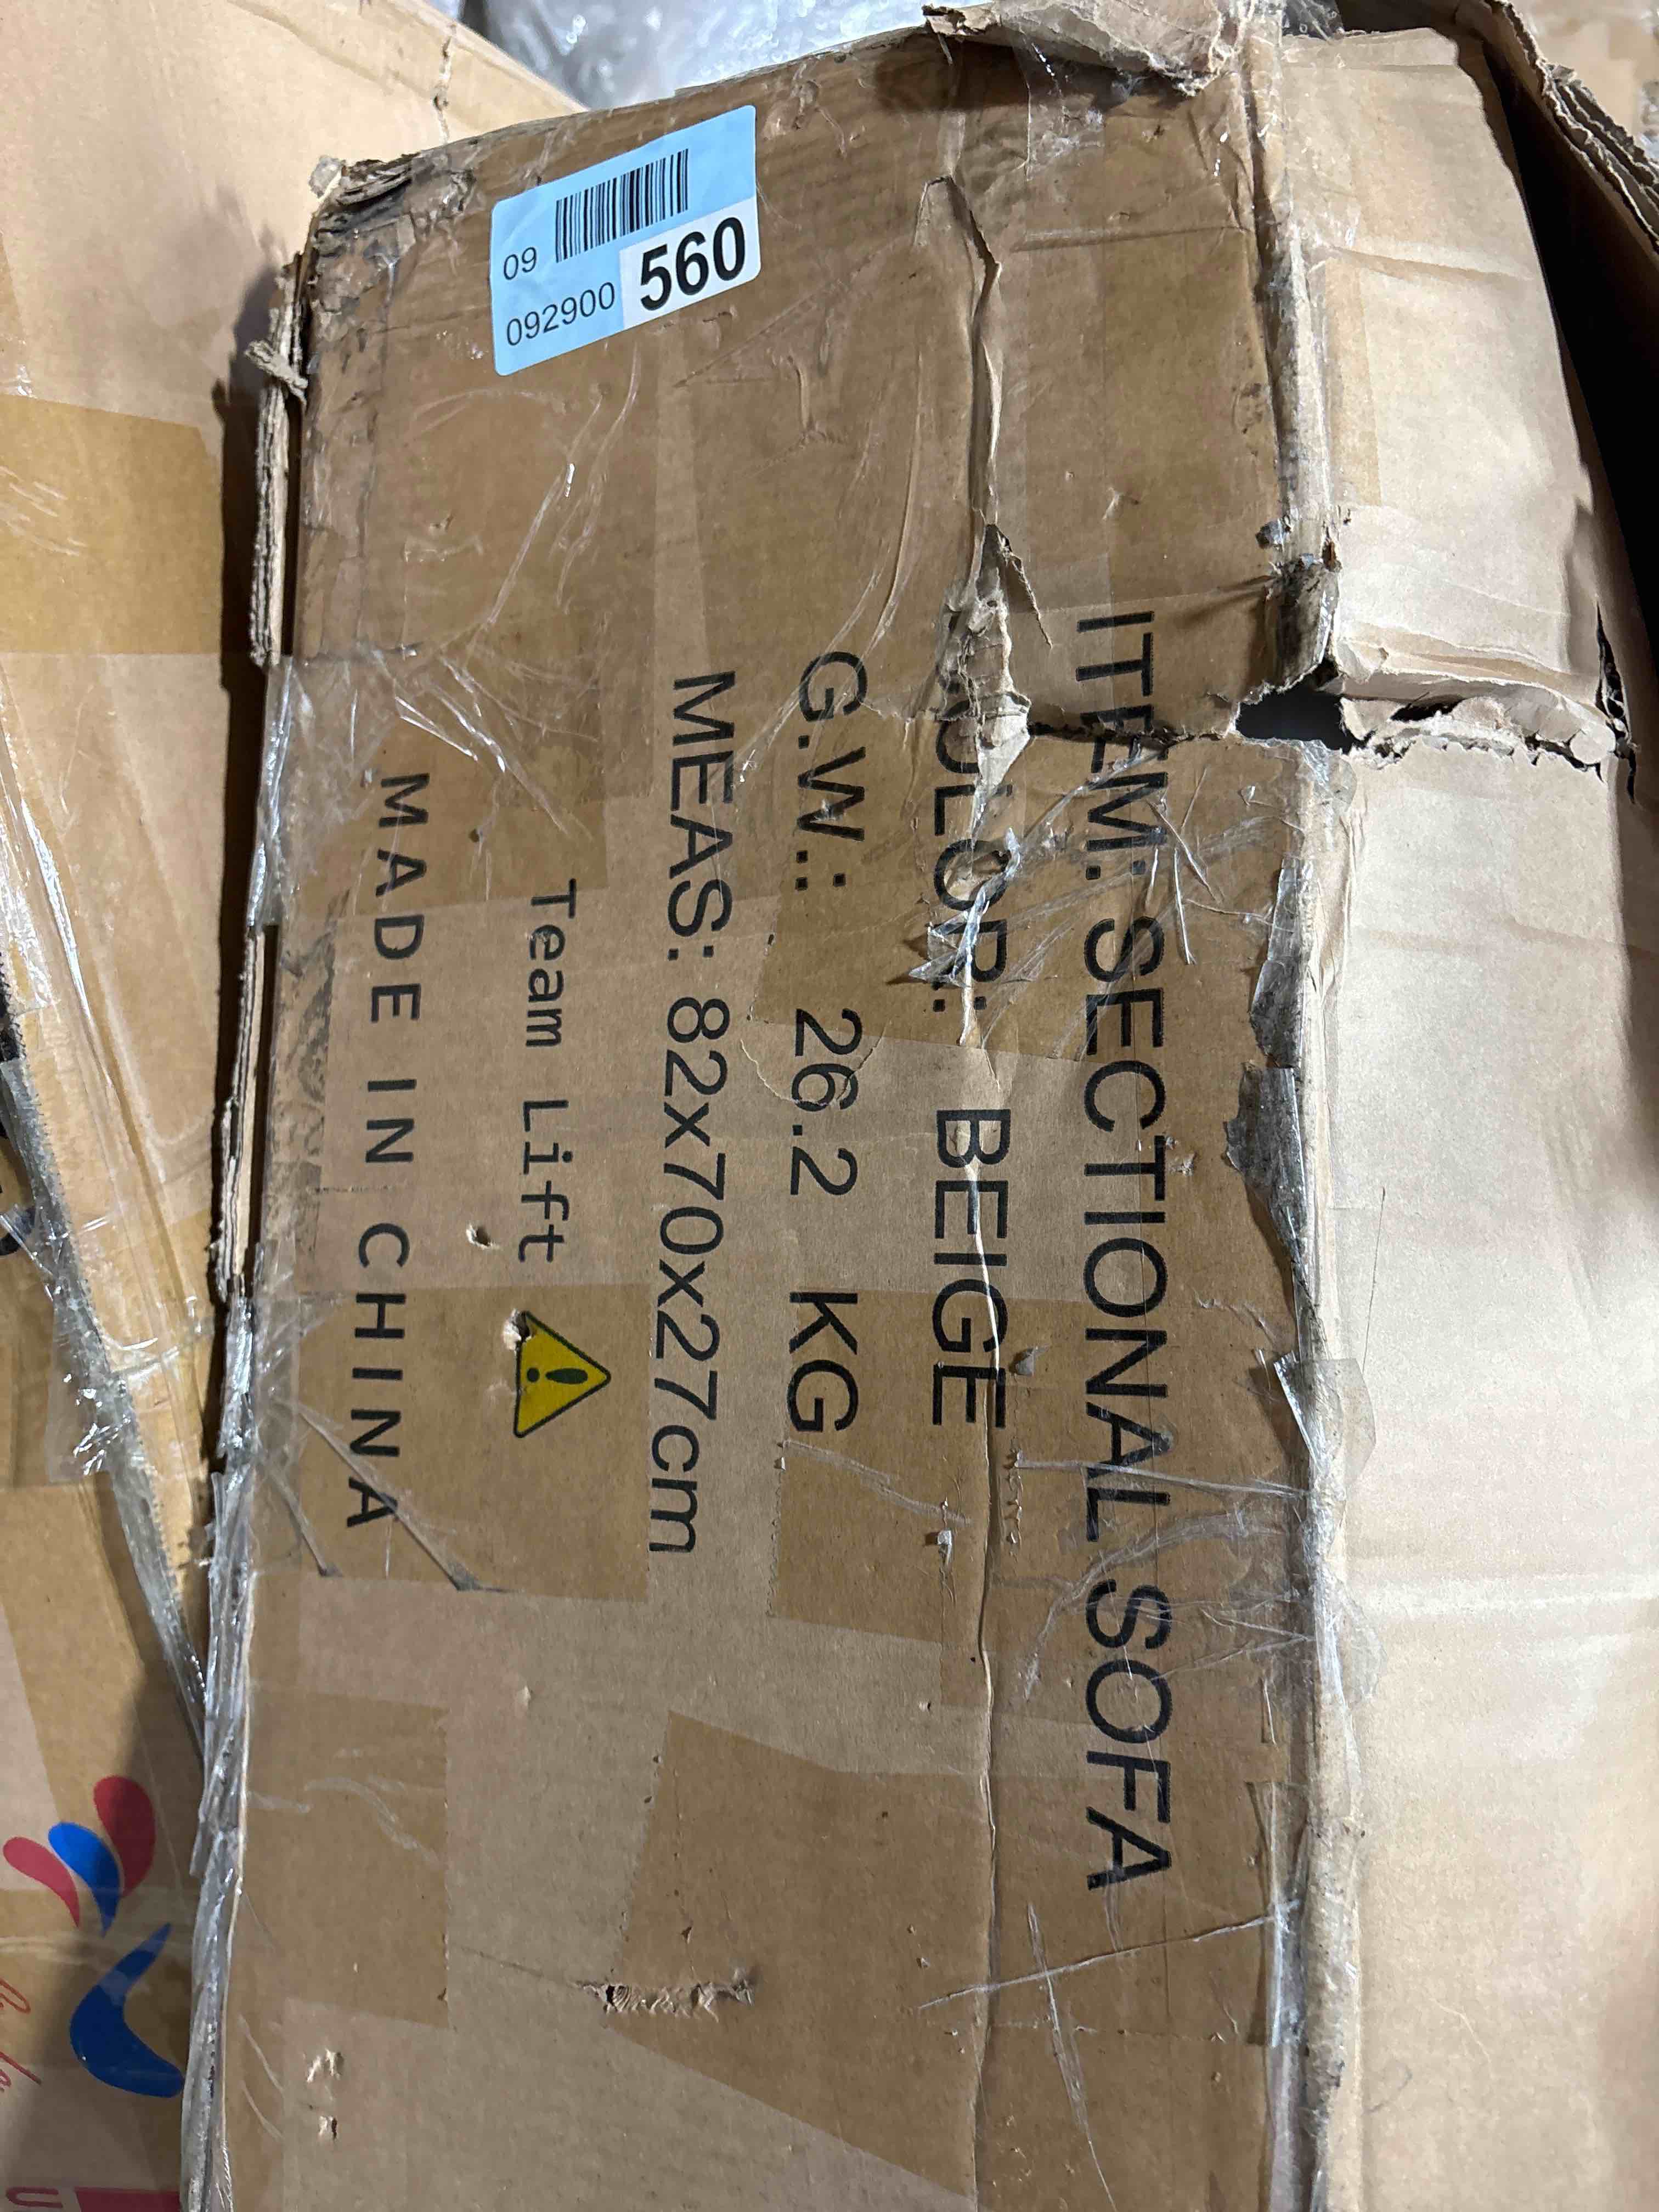 09
092900 560
ITEM: SECTIONAL SOFA
COLOR: BEIGE
G.W.: 26.2 KG
MEAS: 82x70x27cm
Team Lift
MADE IN CHINA